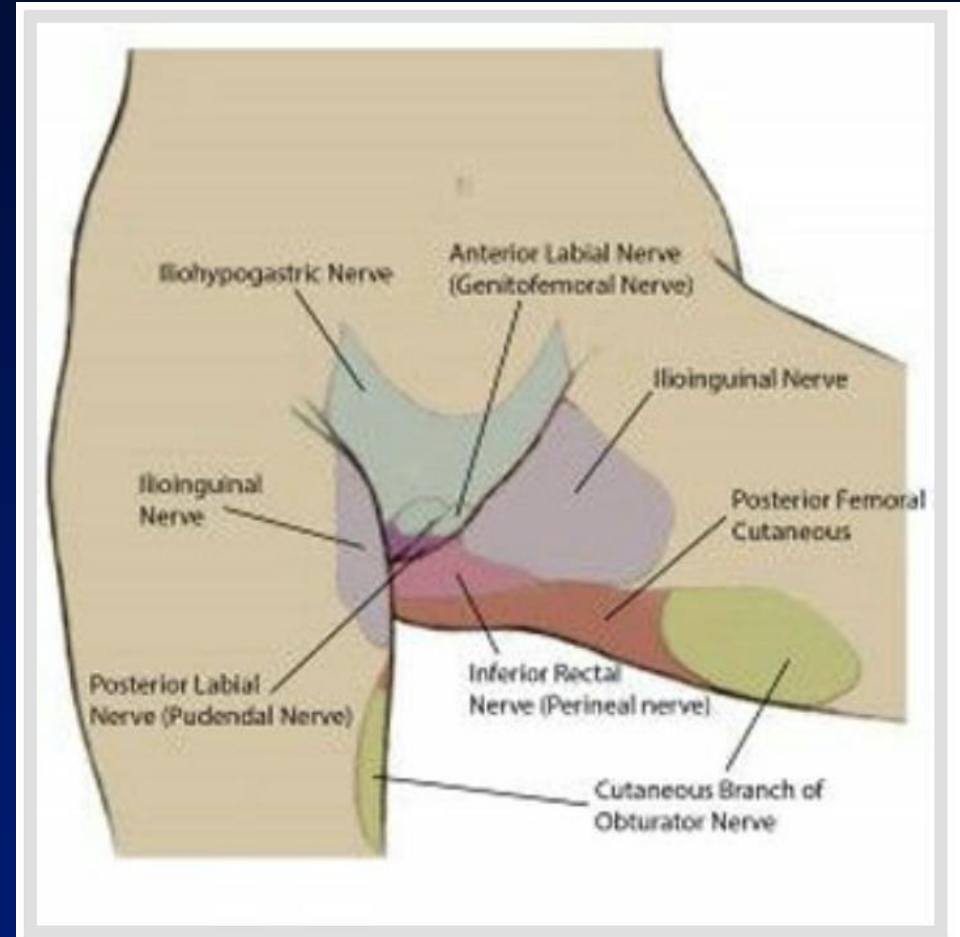 Iliohypogastric Nerve
Anterior Labial Nerve
(Genitofemoral Nerve)
Ilioinguinal Nerve
Ilioinguinal
Nerve
Posterior Femoral
Cutaneous
Posterior Labial
Nerve (Pudendal Nerve)
Inferior Rectal
Nerve (Perineal nerve)
Cutaneous Branch of
Obturator Nerve